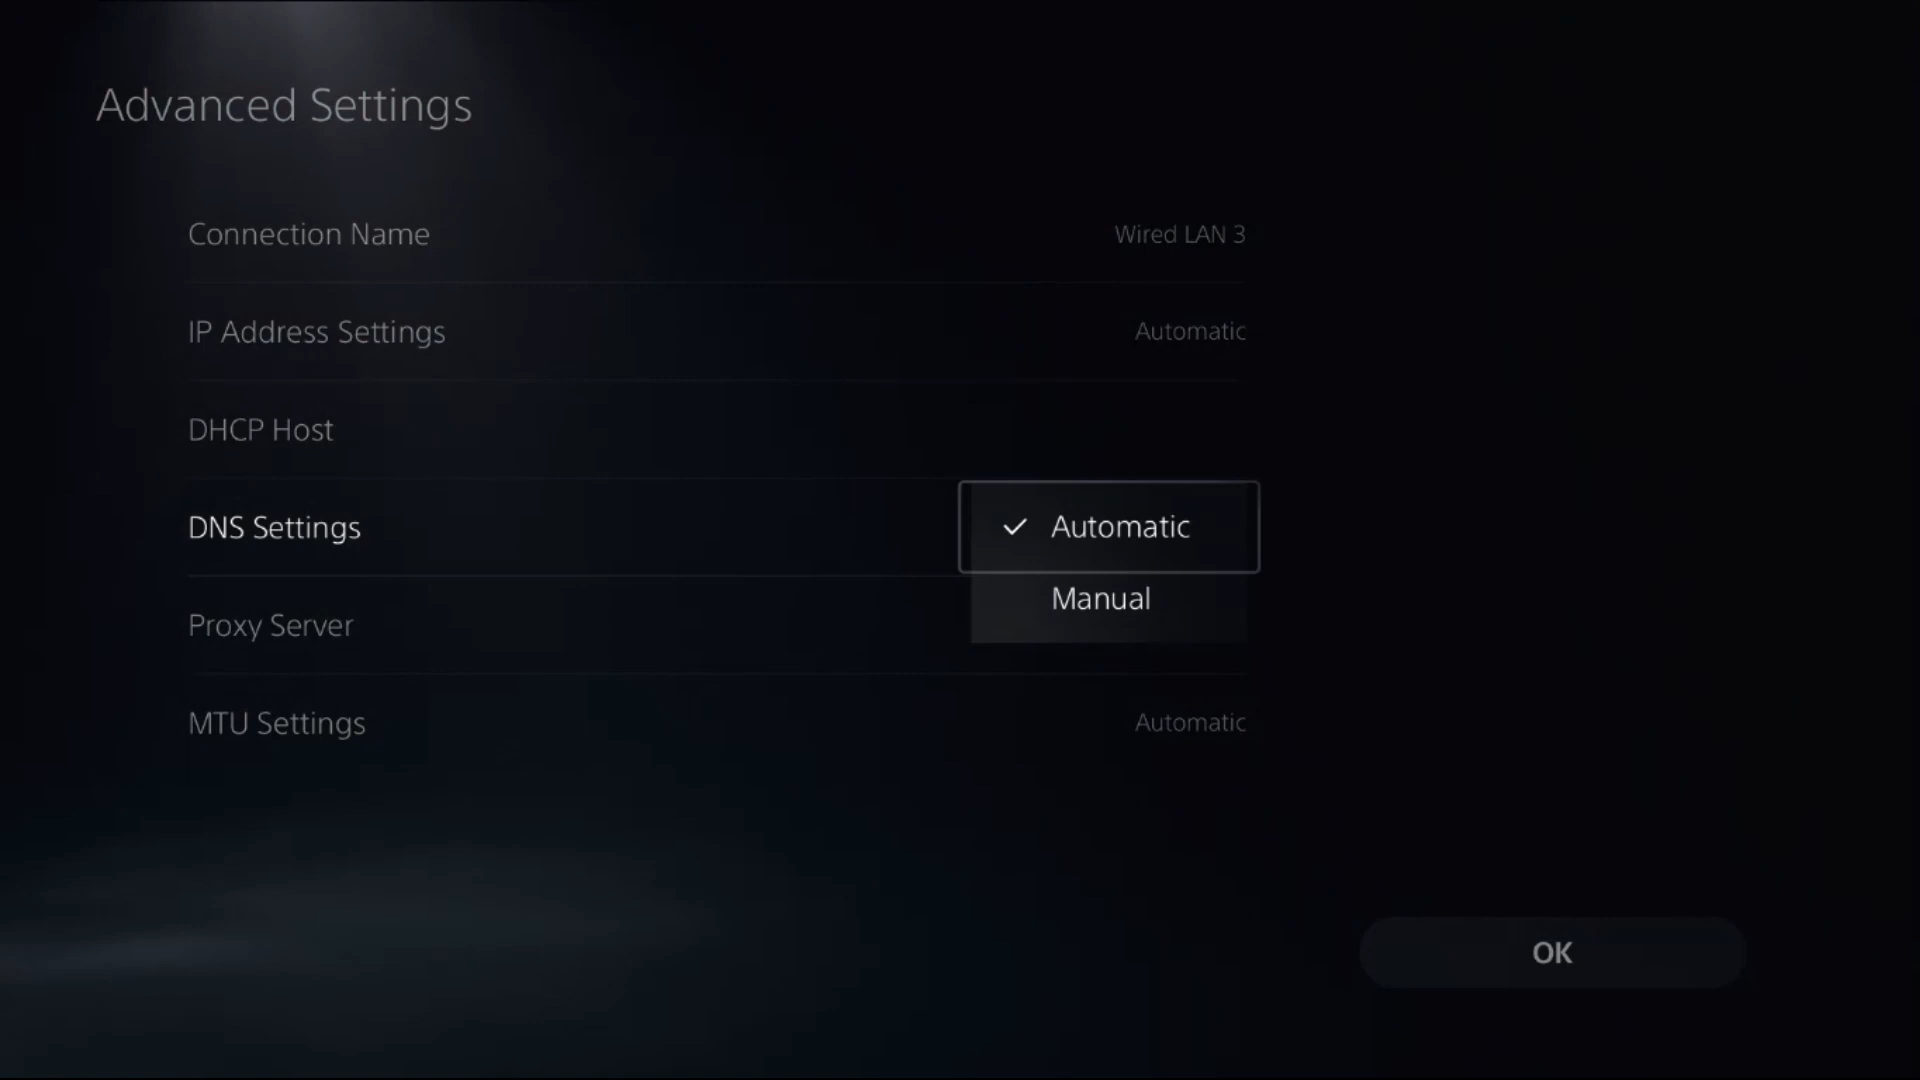 Advanced Settings
Connection Name Wired LAN 3
IP Address Settings Automatic
DHCP Host
DNS Settings Automatic
Manual
Proxy Server
MTU Settings Automatic
OK